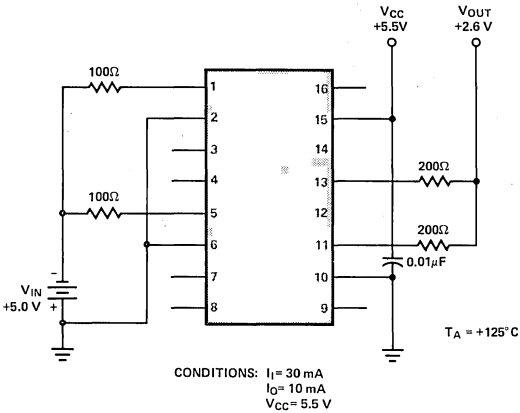 VCC
+5.5V
VOUT
+2.6 V
100Ω
1
2
3
4
100Ω
5
6
7
8
16
15
14
13
12
11
10
9
200Ω
200Ω
0.01μF
-
VIN
+5.0 V
+
TA = +125°C
CONDITIONS: II = 30 mA
IO = 10 mA
VCC = 5.5 V